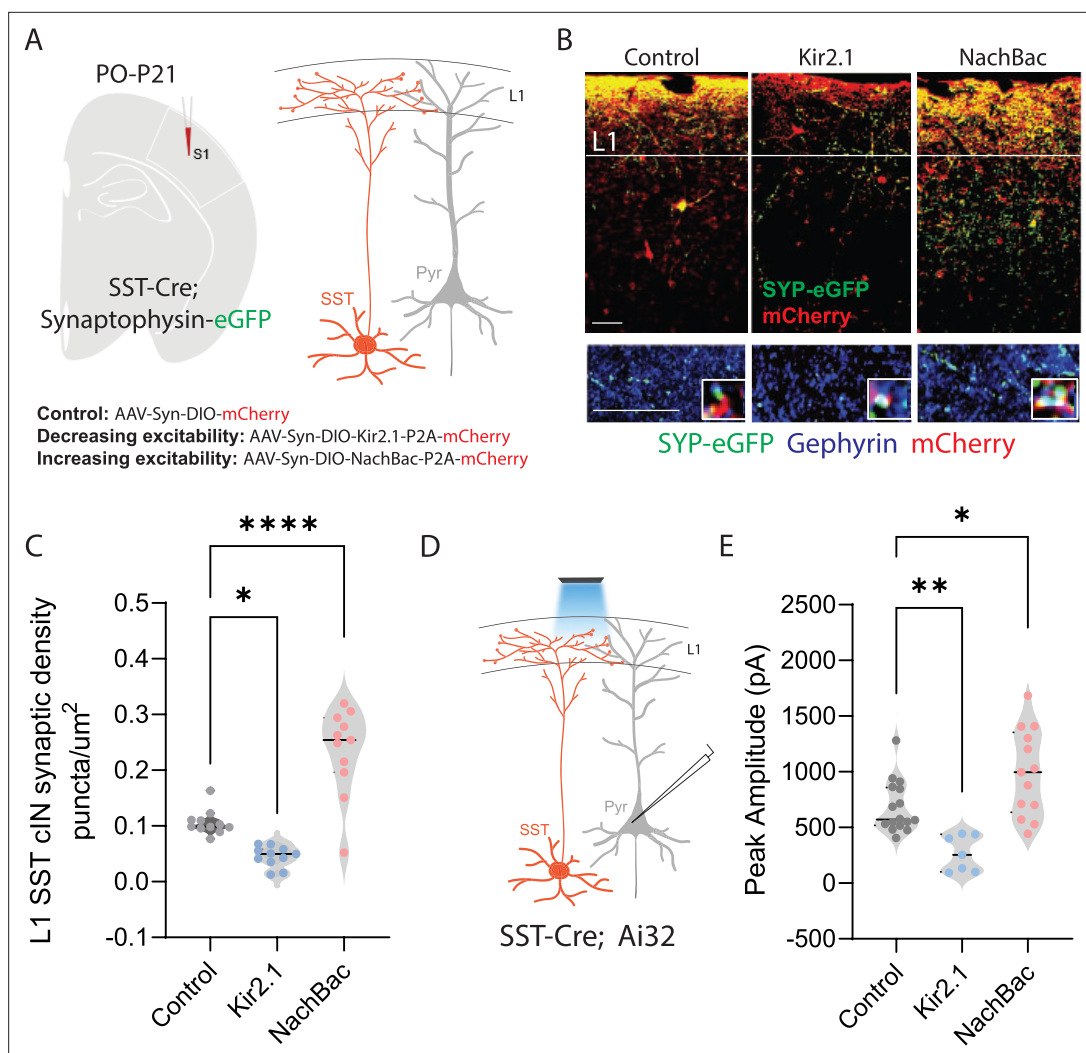 A
PO-P21
S1
SST-Cre;
Synaptophysin-eGFP
L1
Pyr
SST
Control: AAV-Syn-DIO-mCherry
Decreasing excitability: AAV-Syn-DIO-Kir2.1-P2A-mCherry
Increasing excitability: AAV-Syn-DIO-NachBac-P2A-mCherry
B
Control Kir2.1 NachBac
L1
SYP-eGFP
mCherry
SYP-eGFP Gephyrin mCherry
C
****
*
L1 SST cIN synaptic density
puncta/um²
0.5
0.4
0.3
0.2
0.1
0.0
-0.1
Control
Kir2.1
NachBac
D
L1
Pyr
SST
SST-Cre; Ai32
E
*
**
Peak Amplitude (pA)
2500
2000
1500
1000
500
0
-500
Control
Kir2.1
NachBac